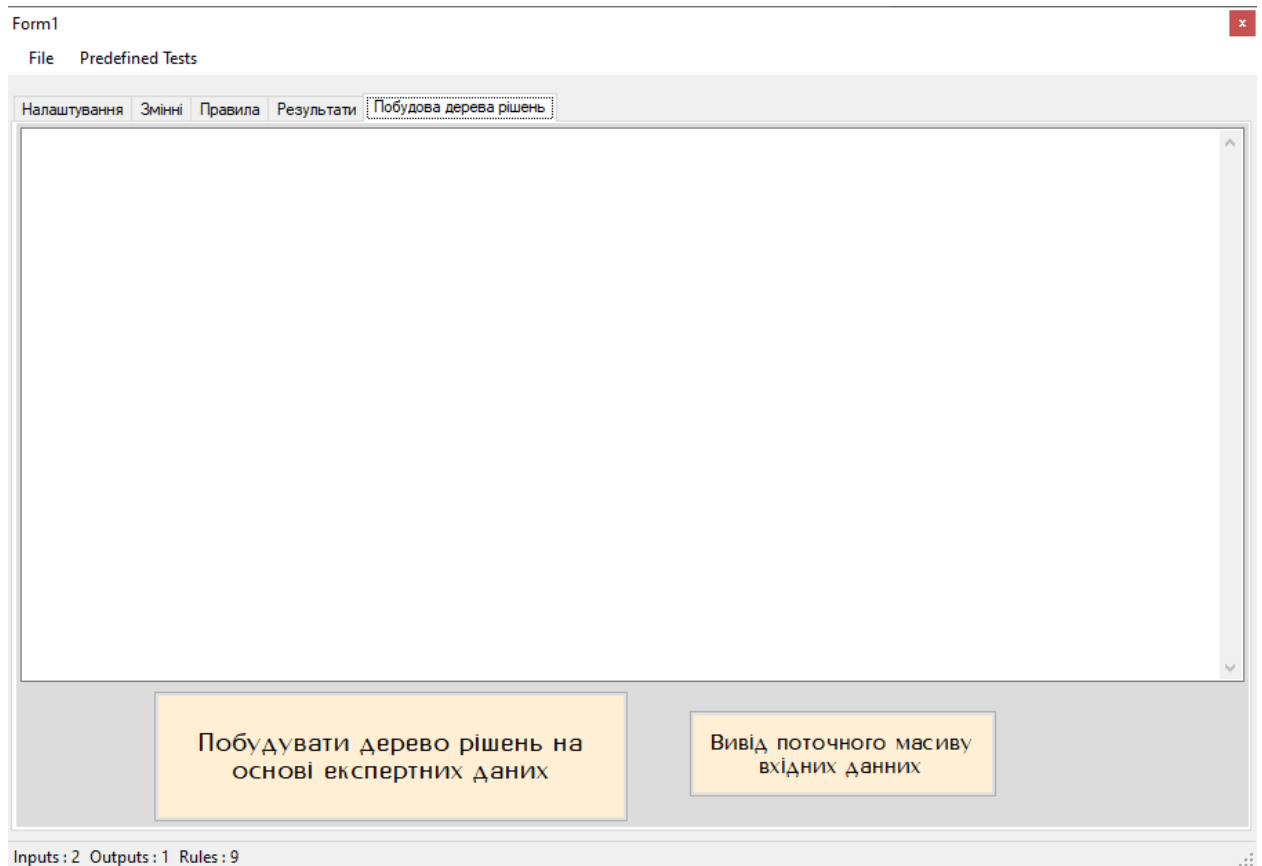 Form1
x
File Predefined Tests
Налаштування Змінні Правила Результати Побудова дерева рішень
Побудувати дерево рішень на
основі експертних даних
Вивід поточного масиву
вхідних данних
Inputs : 2 Outputs : 1 Rules : 9